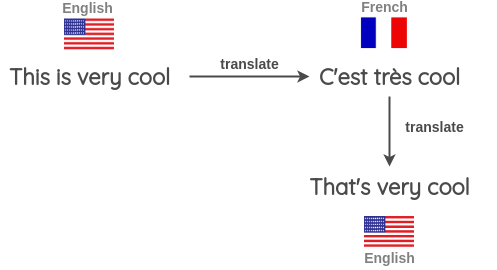 English
French
This is very cool
translate
C'est très cool
translate
That's very cool
English